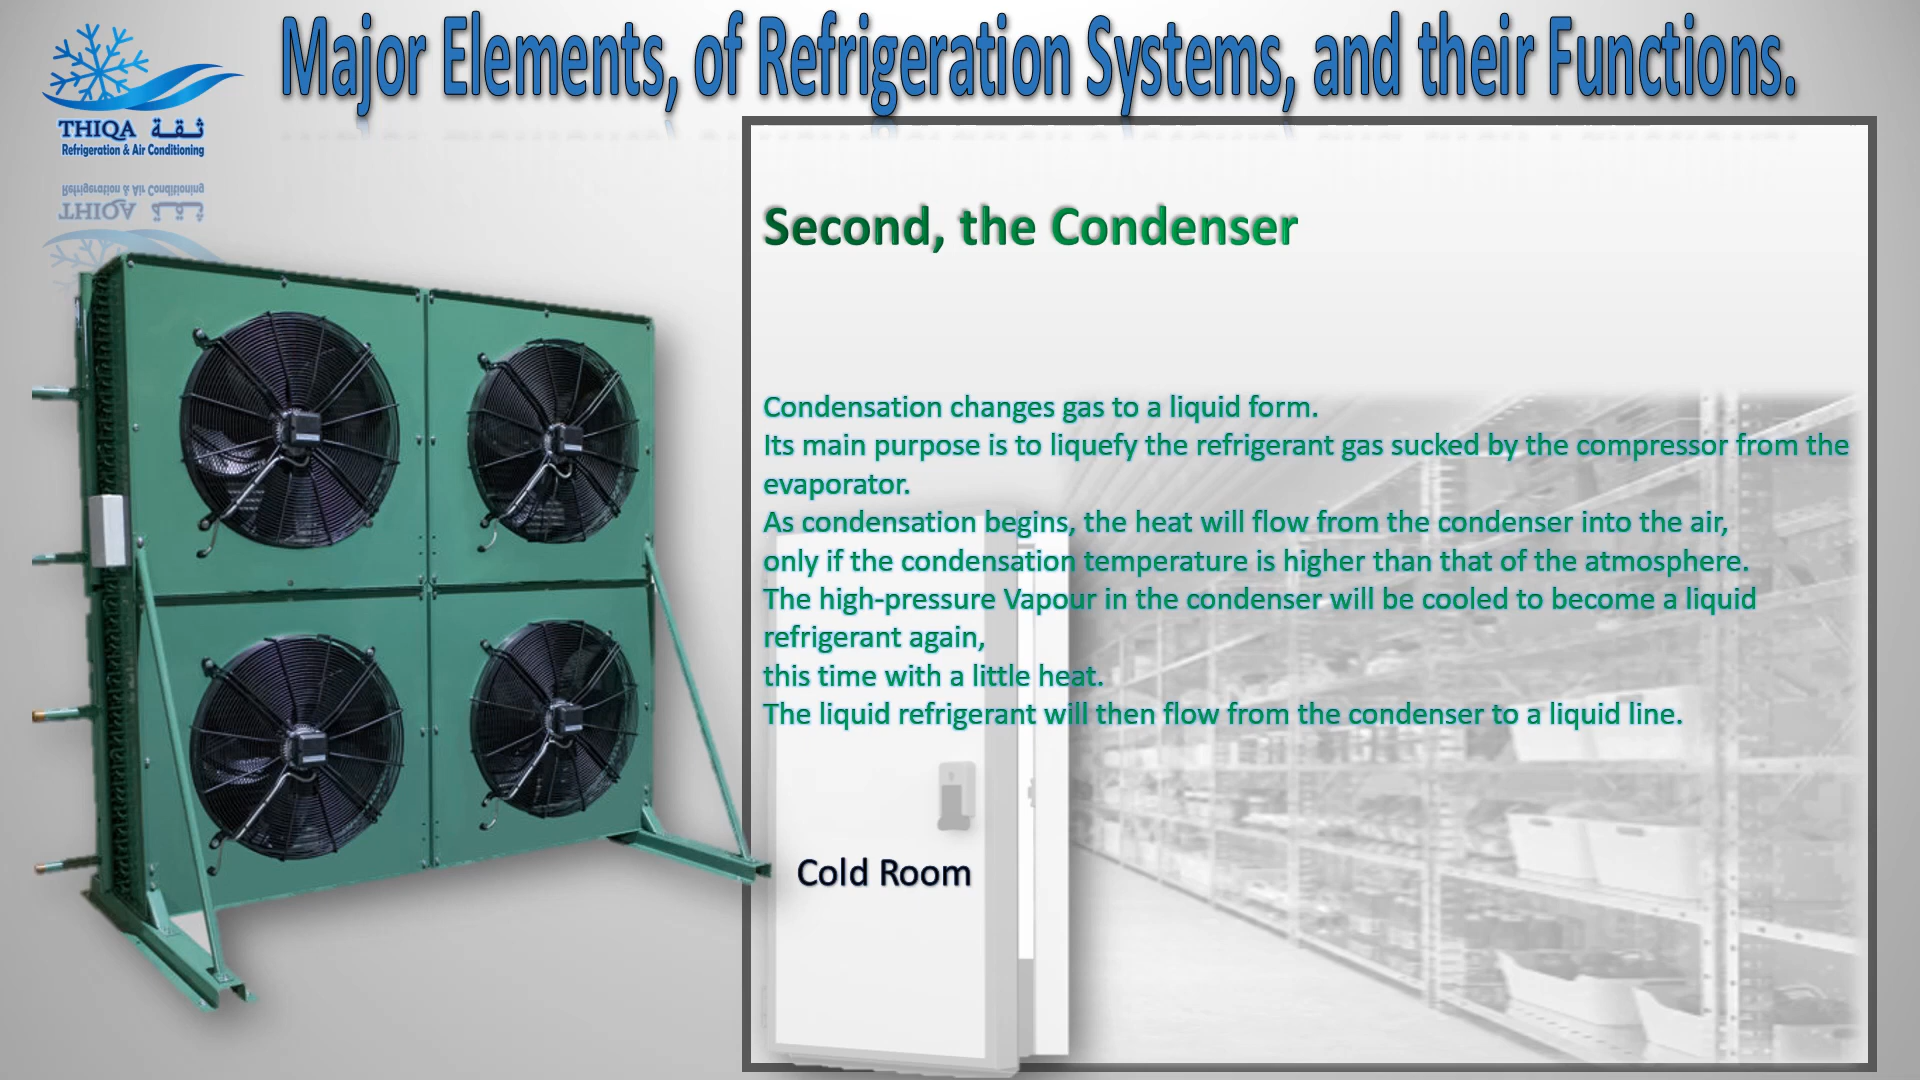 Major Elements, of Refrigeration Systems, and their Functions.
THIQA ثـقـة
Refrigeration & Air Conditioning
Second, the Condenser
Condensation changes gas to a liquid form.
Its main purpose is to liquefy the refrigerant gas sucked by the compressor from the
evaporator.
As condensation begins, the heat will flow from the condenser into the air,
only if the condensation temperature is higher than that of the atmosphere.
The high-pressure Vapour in the condenser will be cooled to become a liquid
refrigerant again,
this time with a little heat.
The liquid refrigerant will then flow from the condenser to a liquid line.
Cold Room